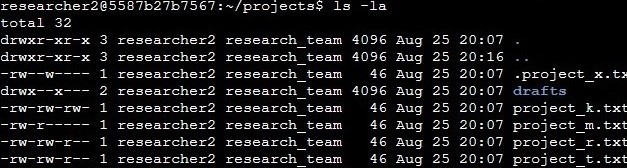 researcher2@5587b27b7567:~/projects$ ls -la
total 32
drwxr-xr-x 3 researcher2 research_team 4096 Aug 25 20:07 .
drwxr-xr-x 3 researcher2 research_team 4096 Aug 25 20:16 ..
-rw--w---- 1 researcher2 research_team 46 Aug 25 20:07 .project_x.txt
drwx--x--- 2 researcher2 research_team 4096 Aug 25 20:07 drafts
-rw-rw-rw- 1 researcher2 research_team 46 Aug 25 20:07 project_k.txt
-rw-r----- 1 researcher2 research_team 46 Aug 25 20:07 project_m.txt
-rw-rw-r-- 1 researcher2 research_team 46 Aug 25 20:07 project_r.txt
-rw-rw-r-- 1 researcher2 research_team 46 Aug 25 20:07 project_t.txt